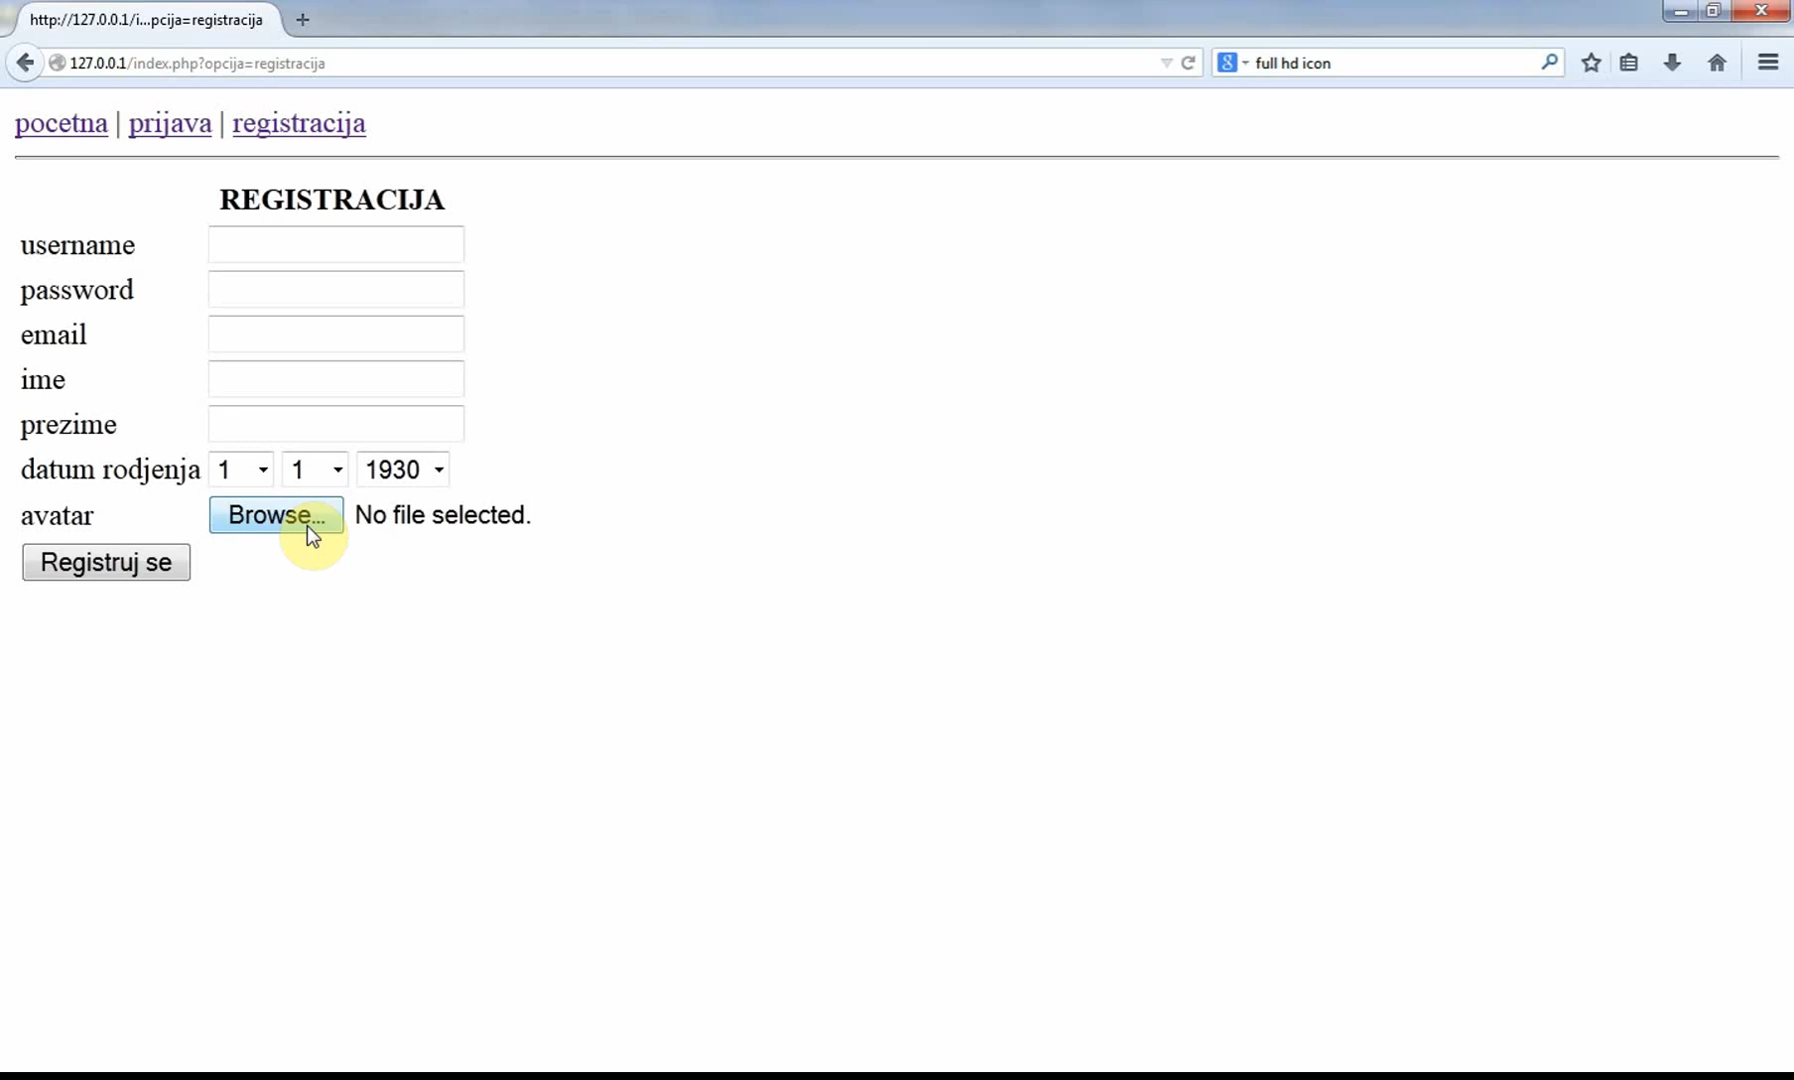 http://127.0.0.1/i...pcija=registracija
127.0.0.1/index.php?opcija=registracija
8 full hd icon
pocetna | prijava | registracija
REGISTRACIJA
username
password
email
ime
prezime
datum rodjenja 1 1 1930
avatar Browse... No file selected.
Registruj se